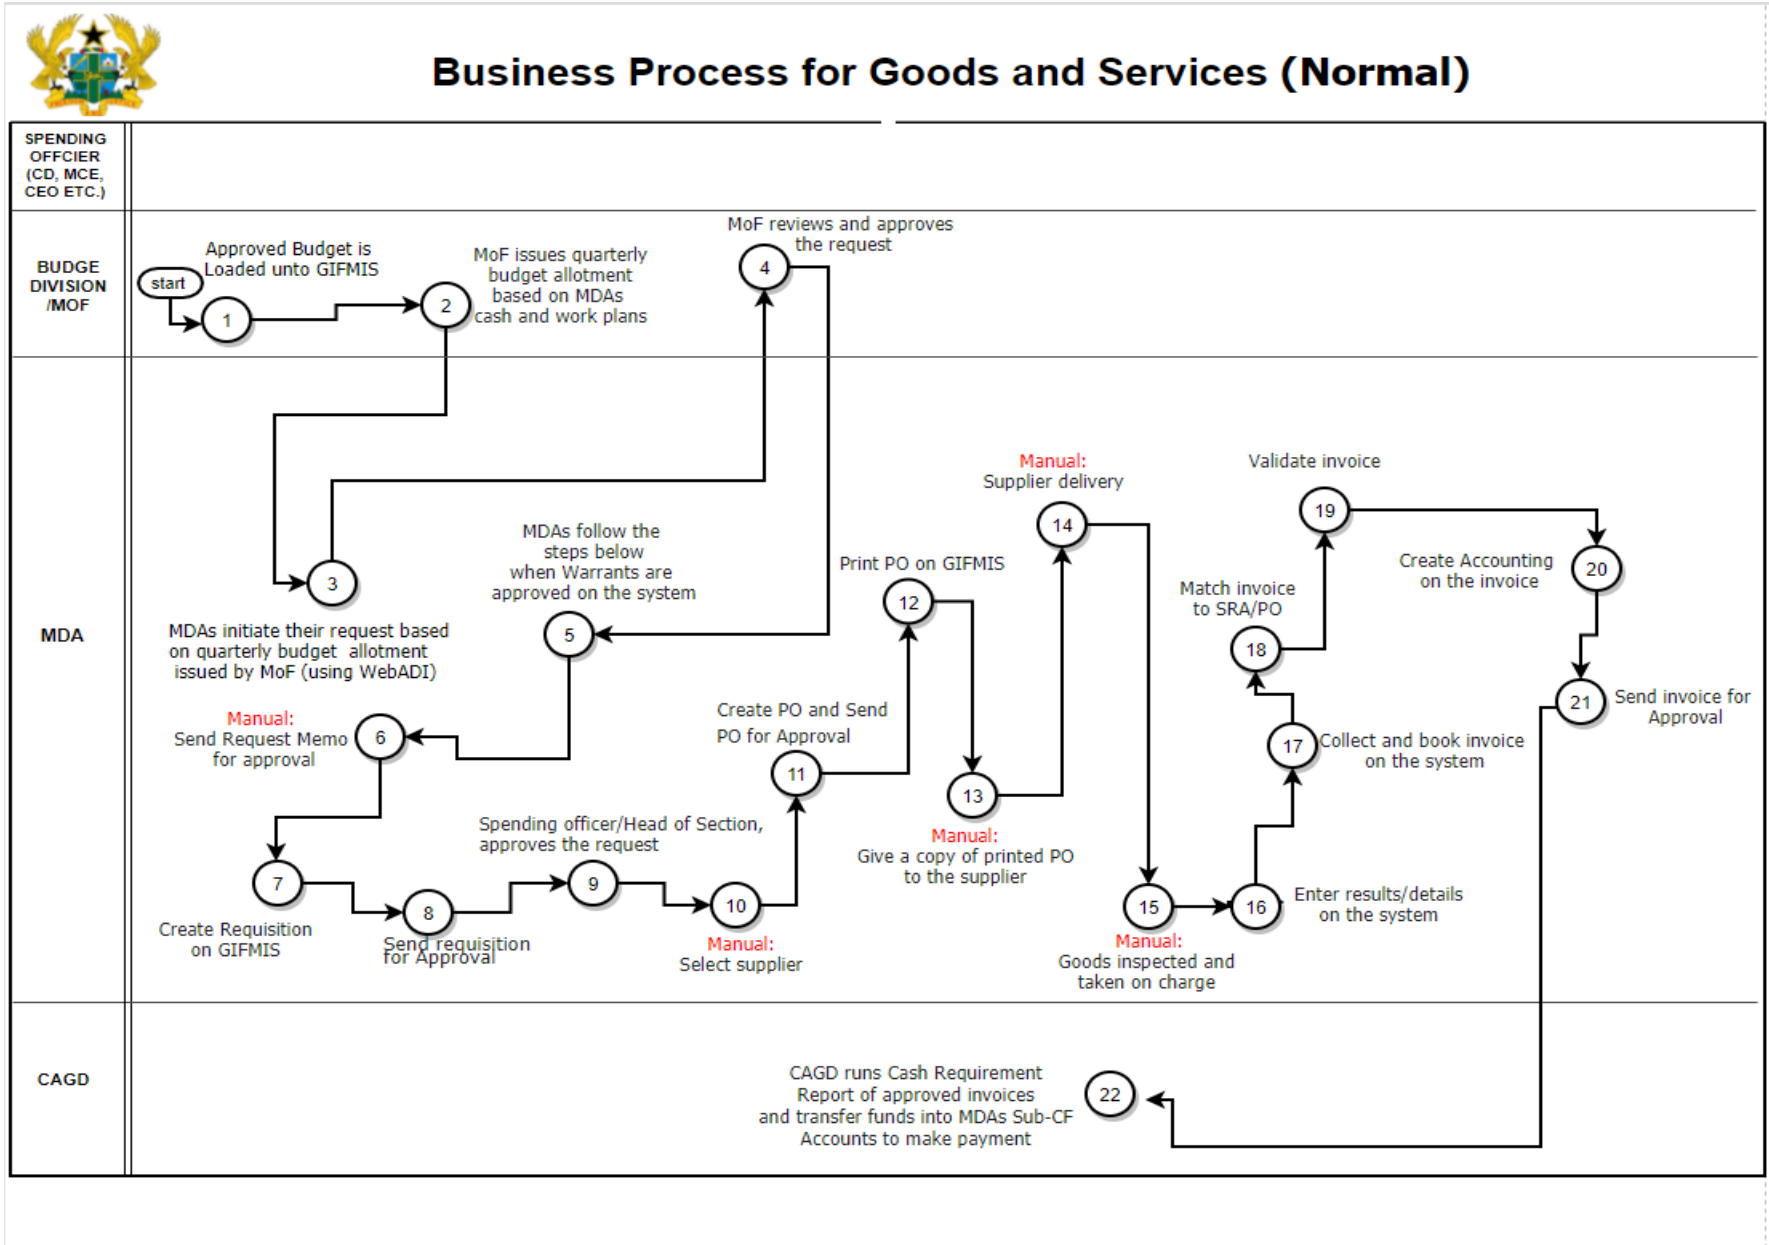 Business Process for Goods and Services (Normal)
SPENDING
OFFCIER
(CD, MCE,
CEO ETC.)
BUDGE
DIVISION
/MOF
start
Approved Budget is
Loaded unto GIFMIS
1
2
MoF issues quarterly
budget allotment
based on MDAs
cash and work plans
MoF reviews and approves
the request
4
MDA
3
MDAs initiate their request based
on quarterly budget allotment
issued by MoF (using WebADI)
MDAs follow the
steps below
when Warrants are
approved on the system
5
Manual:
Send Request Memo
for approval
6
7
Create Requisition
on GIFMIS
8
Send requisition
for Approval
Spending officer/Head of Section,
approves the request
9
10
Manual:
Select supplier
Create PO and Send
PO for Approval
11
Print PO on GIFMIS
12
13
Manual:
Give a copy of printed PO
to the supplier
Manual:
Supplier delivery
14
15
Manual:
Goods inspected and
taken on charge
16
Enter results/details
on the system
17
Collect and book invoice
on the system
Match invoice
to SRA/PO
18
Validate invoice
19
Create Accounting
on the invoice
20
21
Send invoice for
Approval
CAGD
CAGD runs Cash Requirement
Report of approved invoices
and transfer funds into MDAs Sub-CF
Accounts to make payment
22